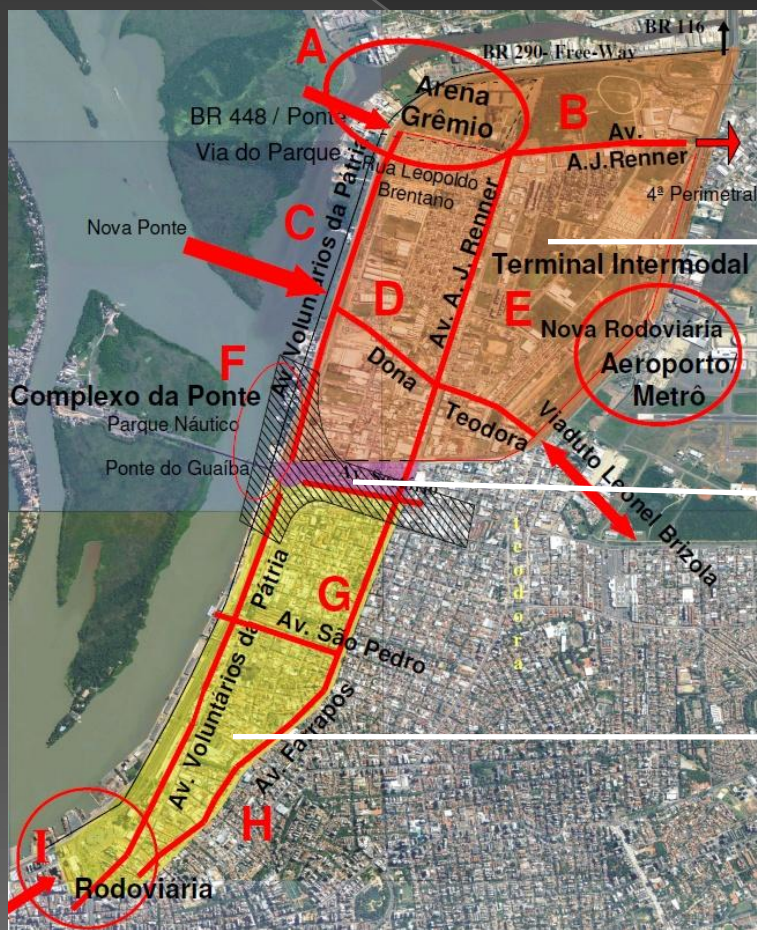 BR 116
BR 290- Free-Way
A
Arena
Grêmio
B
BR 448 / Ponte
Via do Parque
Av.
A.J.Renner
Rua Leopoldo
Brentano
4ª Perimetral
C
Nova Ponte
Av. Voluntários da Pátria
Av. A. J. Renner
Terminal Intermodal
D
E
Nova Rodoviária
Aeroporto/
Metrô
Dona
Teodora
F
Complexo da Ponte
Parque Náutico
Ponte do Guaíba
Viaduto Leonel Brizola
Av.
G
Av. São Pedro
Av. Voluntários da Pátria
Av. Farrapos
H
I
Rodoviária